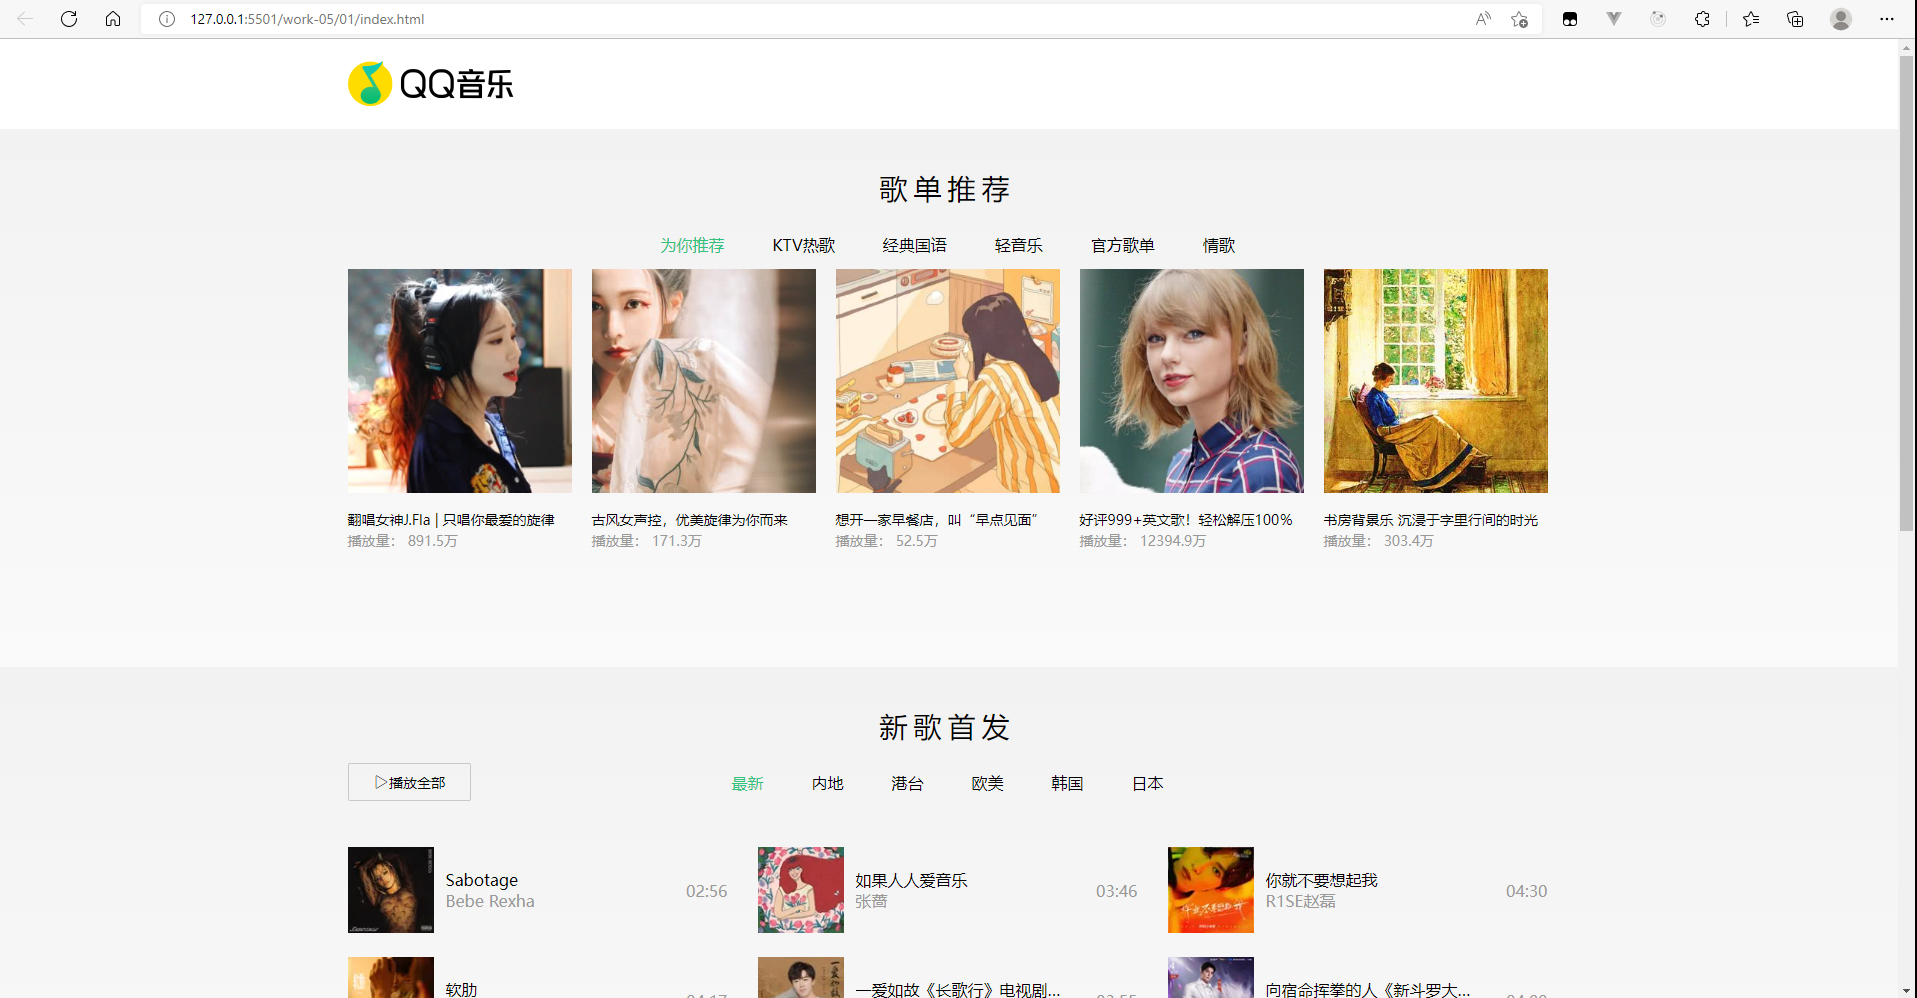 127.0.0.1:5501/work-05/01/index.html
QQ音乐
歌单推荐
为你推荐 KTV热歌 经典国语 轻音乐 官方歌单 情歌
翻唱女神J.Fla | 只唱你最爱的旋律
播放量： 891.5万
古风女声控，优美旋律为你而来
播放量： 171.3万
想开一家早餐店，叫“早点见面”
播放量： 52.5万
好评999+英文歌！轻松解压100%
播放量： 12394.9万
书房背景乐 沉浸于字里行间的时光
播放量： 303.4万
新歌首发
播放全部
最新 内地 港台 欧美 韩国 日本
Sabotage
Bebe Rexha
02:56
如果人人爱音乐
张蔷
03:46
你就不要想起我
R1SE赵磊
04:30
软肋
一爱如故《长歌行》电视剧...
向宿命挥拳的人《新斗罗大...